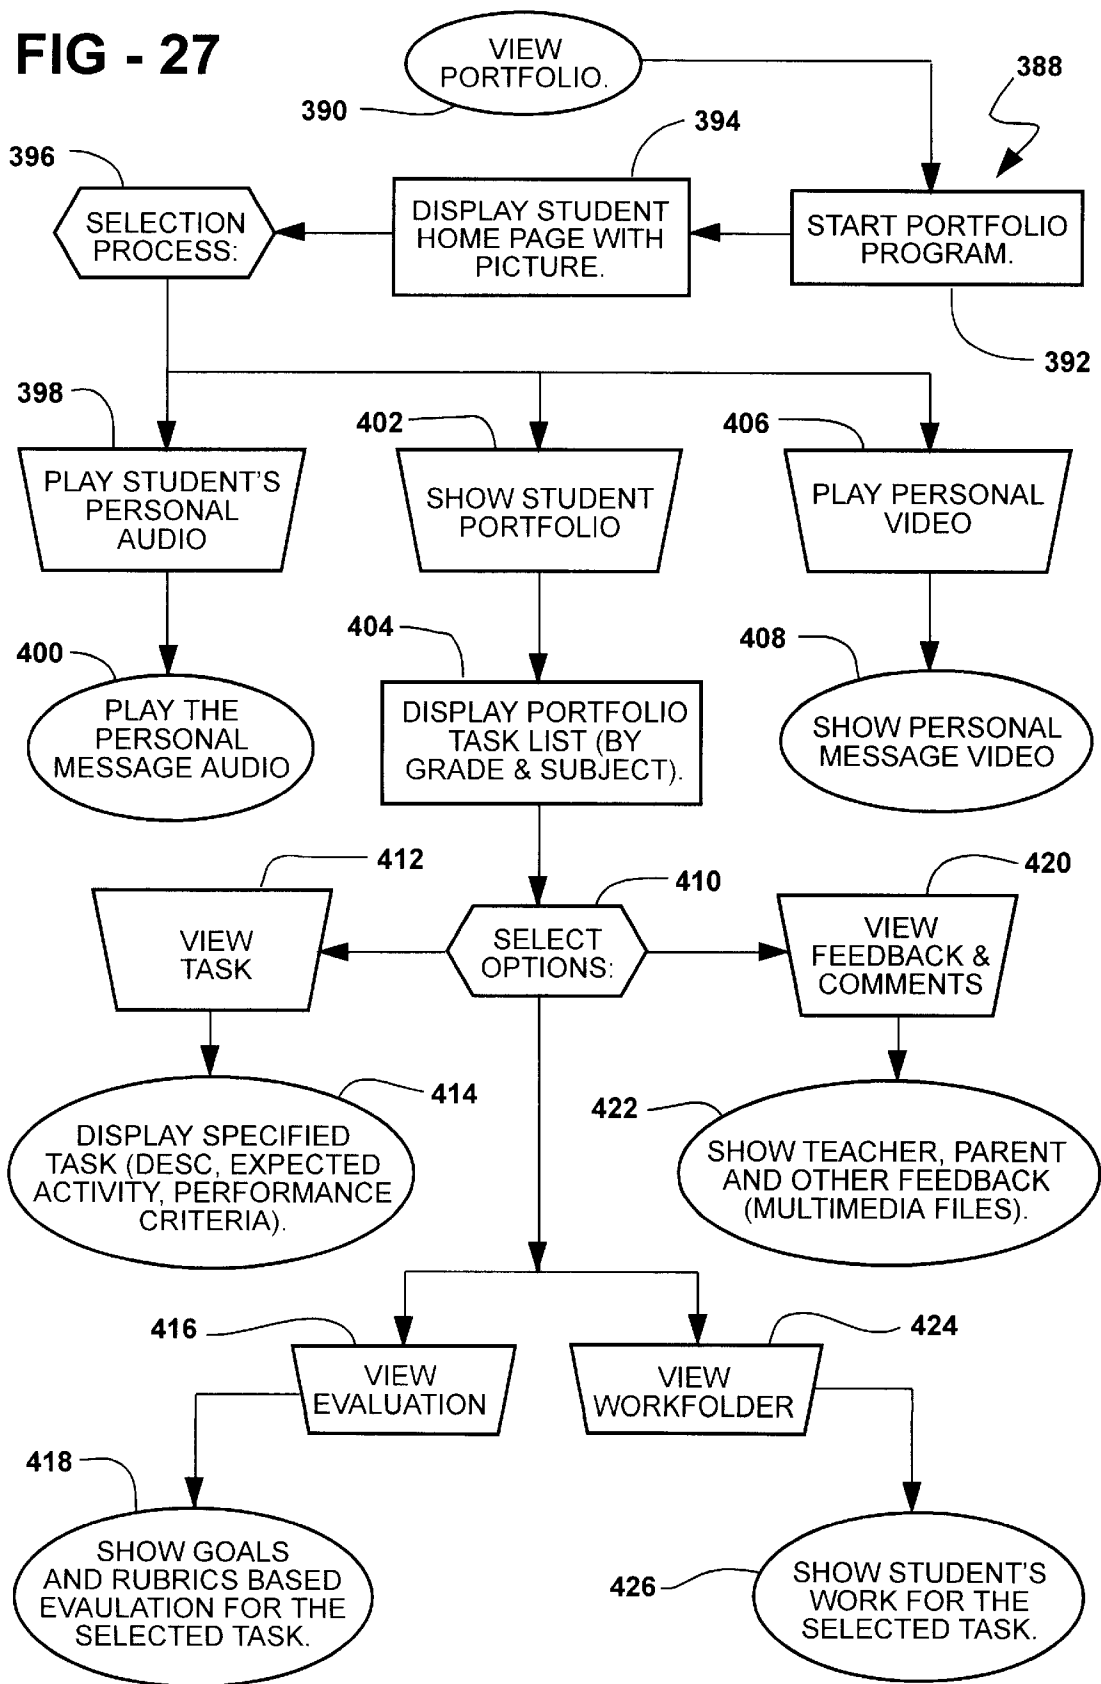 FIG - 27
VIEW
PORTFOLIO.
390
388
394
396
SELECTION
PROCESS:
DISPLAY STUDENT
HOME PAGE WITH
PICTURE.
START PORTFOLIO
PROGRAM.
392
398
402
406
PLAY STUDENT'S
PERSONAL
AUDIO
SHOW STUDENT
PORTFOLIO
PLAY PERSONAL
VIDEO
400
404
408
PLAY THE
PERSONAL
MESSAGE AUDIO
DISPLAY PORTFOLIO
TASK LIST (BY
GRADE & SUBJECT).
SHOW PERSONAL
MESSAGE VIDEO
412
410
420
VIEW
TASK
SELECT
OPTIONS:
VIEW
FEEDBACK &
COMMENTS
414
422
DISPLAY SPECIFIED
TASK (DESC, EXPECTED
ACTIVITY, PERFORMANCE
CRITERIA).
SHOW TEACHER, PARENT
AND OTHER FEEDBACK
(MULTIMEDIA FILES).
416
424
VIEW
EVALUATION
VIEW
WORKFOLDER
418
SHOW GOALS
AND RUBRICS BASED
EVAULATION FOR THE
SELECTED TASK.
426
SHOW STUDENT'S
WORK FOR THE
SELECTED TASK.